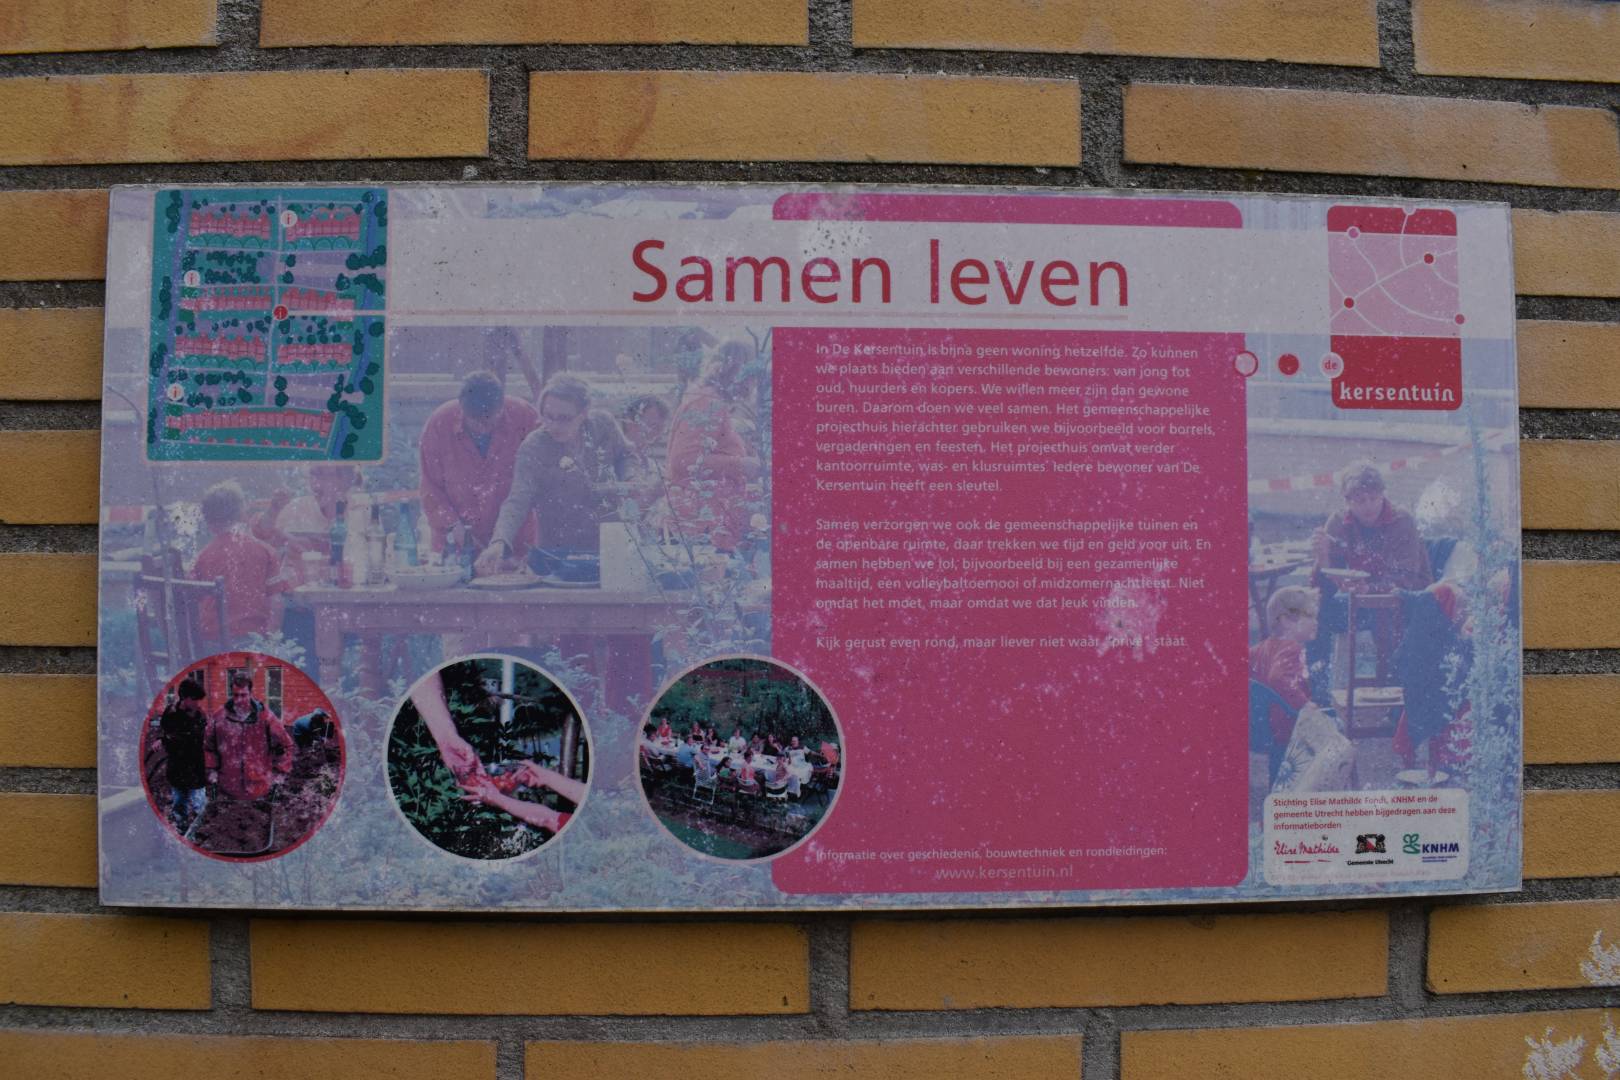 Samen leven
In De Kersentuin is bijna geen woning hetzelfde. Zo kunnen
we plaats bieden aan verschillende bewoners: van jong tot
oud, huurders en kopers. We willen meer zijn dan gewone
buren. Daarom doen we veel samen. Het gemeenschappelijke
projecthuis hierachter gebruiken we bijvoorbeeld voor borrels,
vergaderingen en feesten. Het projecthuis omvat verder
kantoorruimte, was- en klusruimtes. Iedere bewoner van De
Kersentuin heeft een sleutel.
Samen verzorgen we ook de gemeenschappelijke tuinen en
de openbare ruimte, daar trekken we tijd en geld voor uit. En
samen hebben we lol, bijvoorbeeld bij een gezamenlijke
maaltijd, een volleybaltoernooi of midzomernachtfeest. Niet
omdat het moet, maar omdat we dat leuk vinden.
Kijk gerust even rond, maar liever niet waar "privé" staat.
Informatie over geschiedenis, bouwtechniek en rondleidingen:
www.kersentuin.nl
de
kersentuin
i
i
i
i
Stichting Elise Mathilde Fonds, KNHM en de
gemeente Utrecht hebben bijgedragen aan deze
informatieborden
Elise Mathilde
Gemeente Utrecht
KNHM